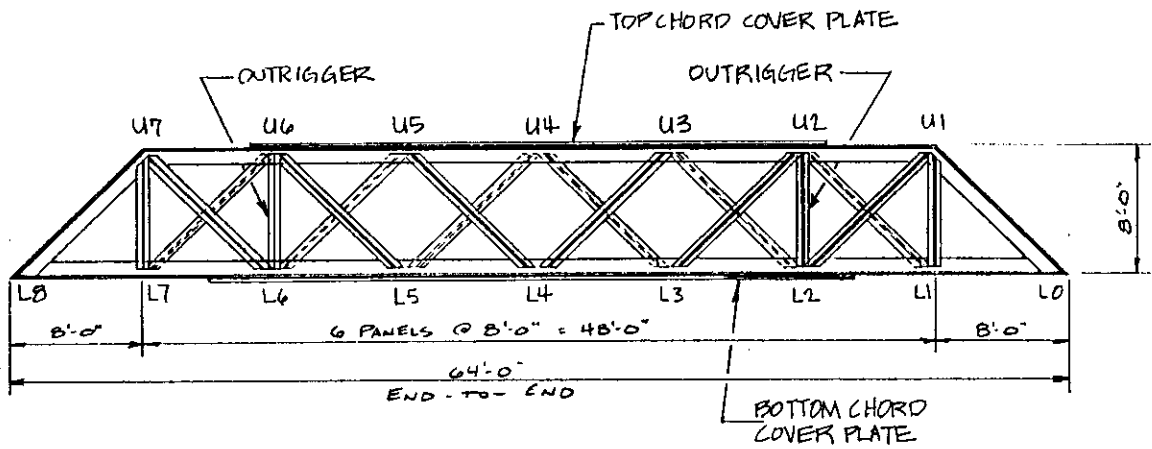 TOP CHORD COVER PLATE
OUTRIGGER
OUTRIGGER
U7 U6 U5 U4 U3 U2 U1
8'-0"
L8 L7 L6 L5 L4 L3 L2 L1 L0
8'-0"
6 PANELS @ 8'-0" = 48'-0"
8'-0"
64'-0"
END-TO-END
BOTTOM CHORD
COVER PLATE